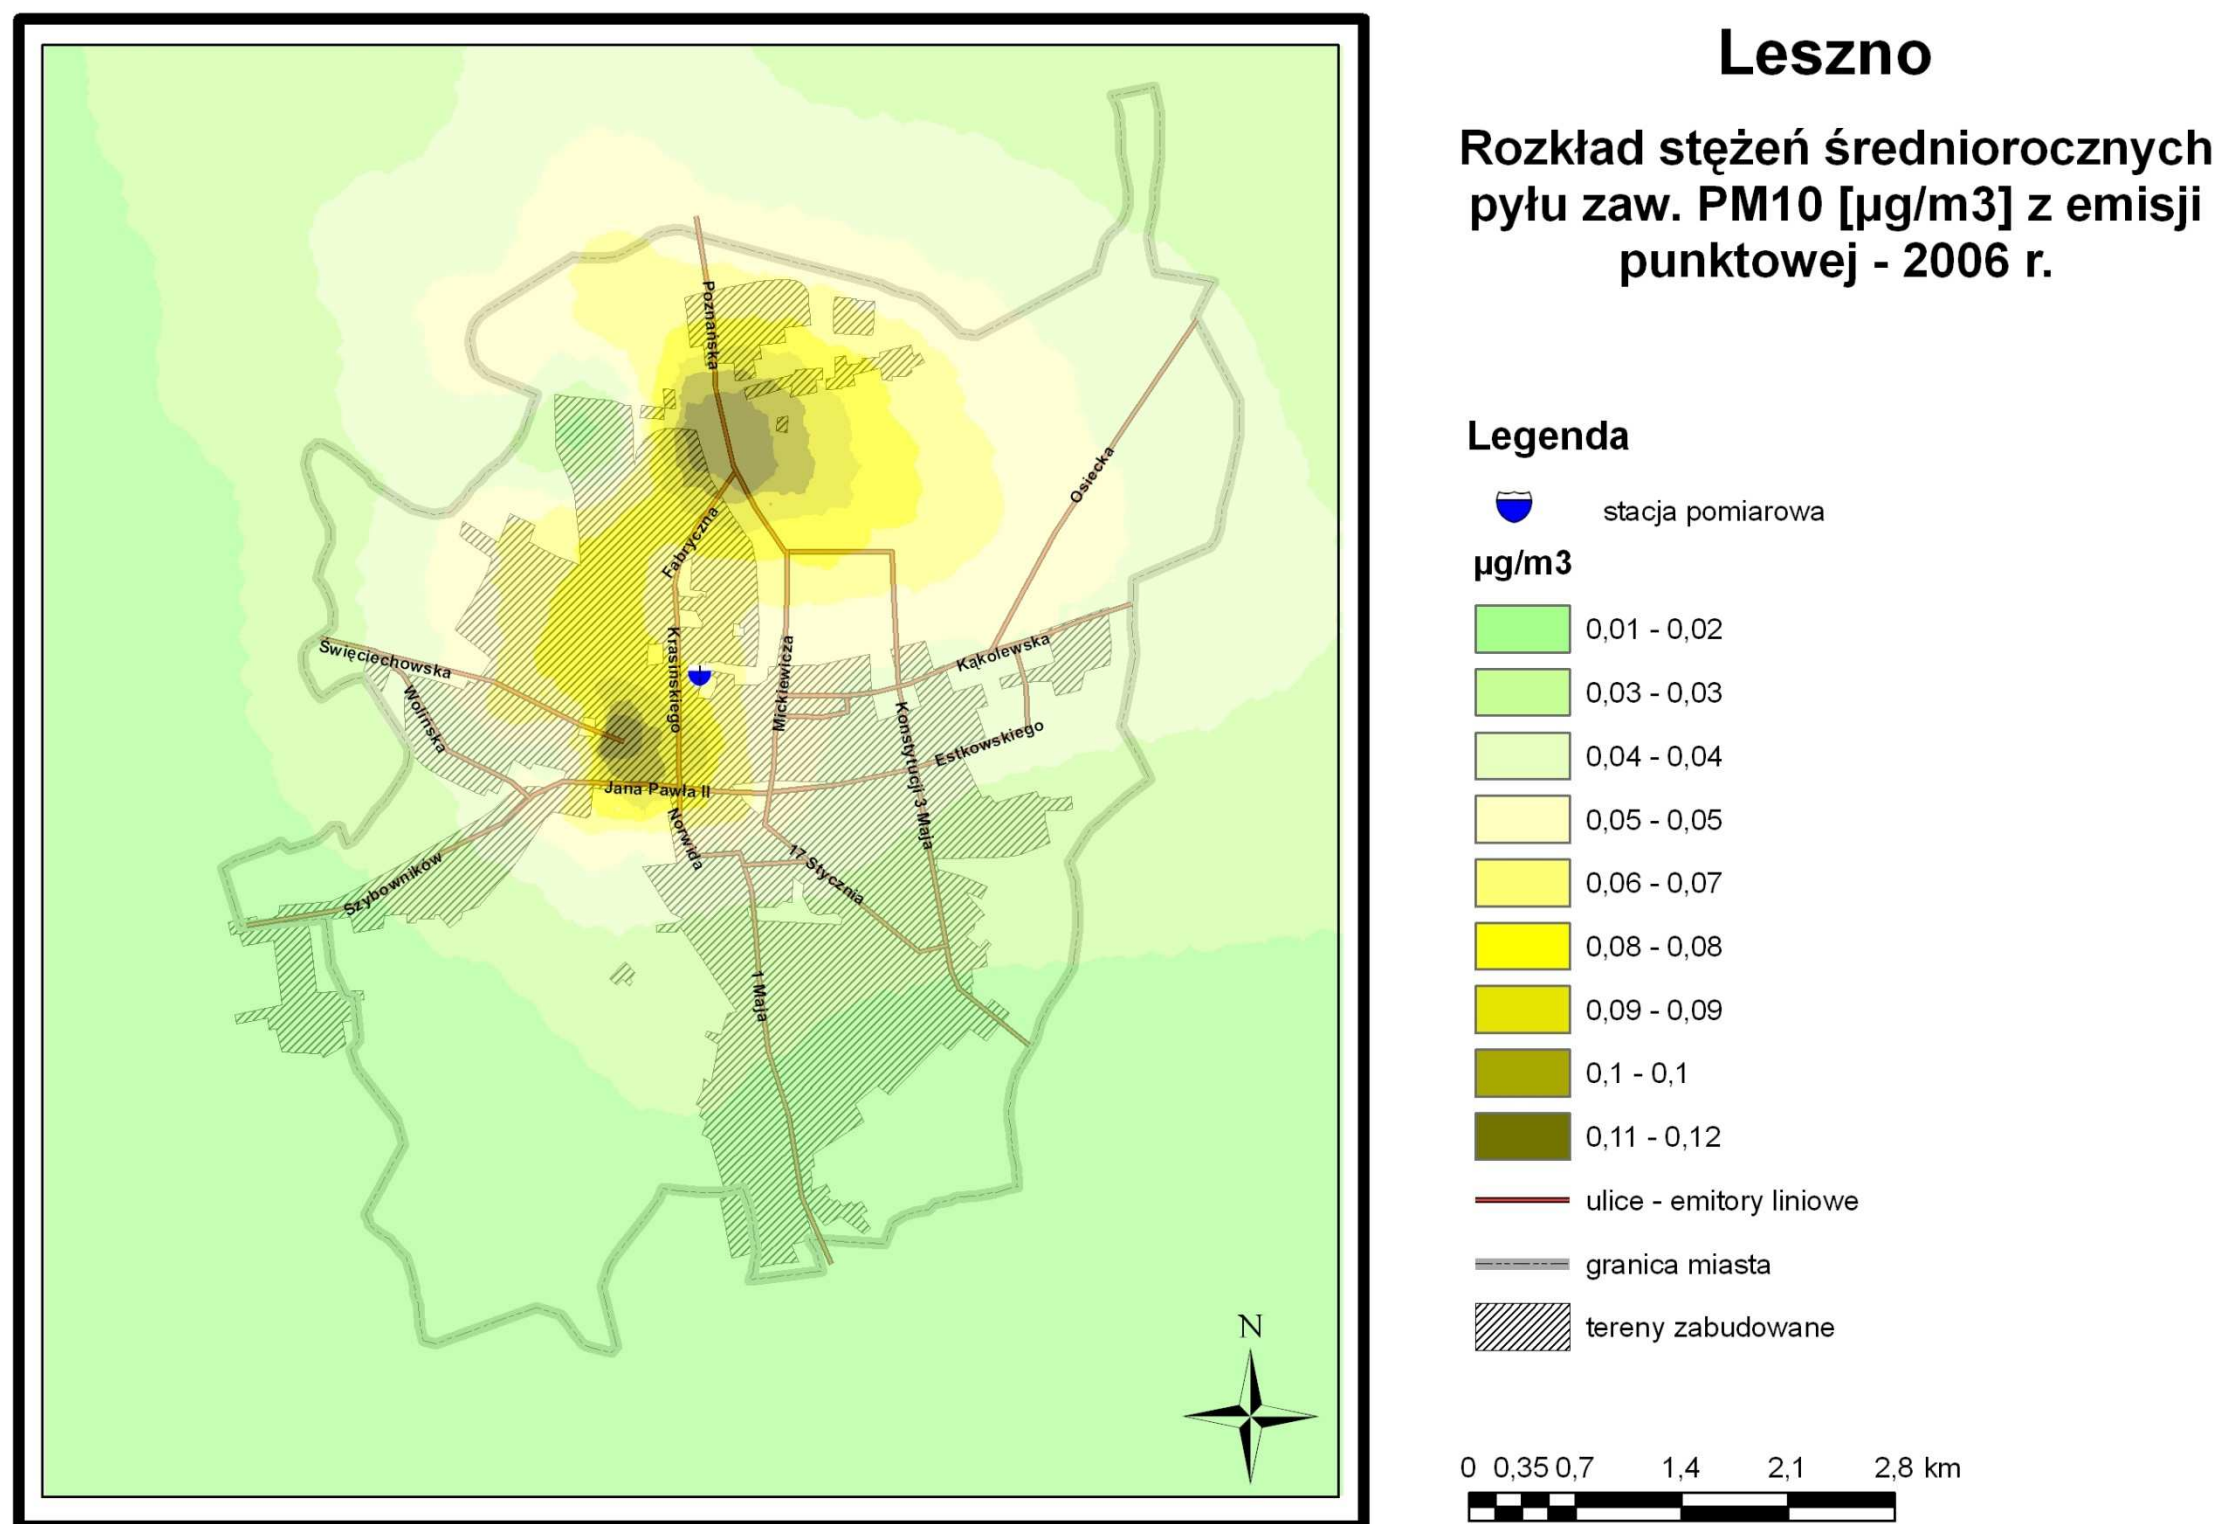 Leszno
Rozkład stężeń średniorocznych
pyłu zaw. PM10 [µg/m3] z emisji
punktowej - 2006 r.
Poznańska
Osiecka
Fabryczna
Święciechowska
Wolińska
Krasińskiego
Mickiewicza
Kąkolewska
Konstytucji 3 Maja
Estkowskiego
Jana Pawła II
Norwida
17 Stycznia
Szybowników
1 Maja
N
Legenda
stacja pomiarowa
µg/m3
0,01 - 0,02
0,03 - 0,03
0,04 - 0,04
0,05 - 0,05
0,06 - 0,07
0,08 - 0,08
0,09 - 0,09
0,1 - 0,1
0,11 - 0,12
ulice - emitory liniowe
granica miasta
tereny zabudowane
0 0,35 0,7 1,4 2,1 2,8 km